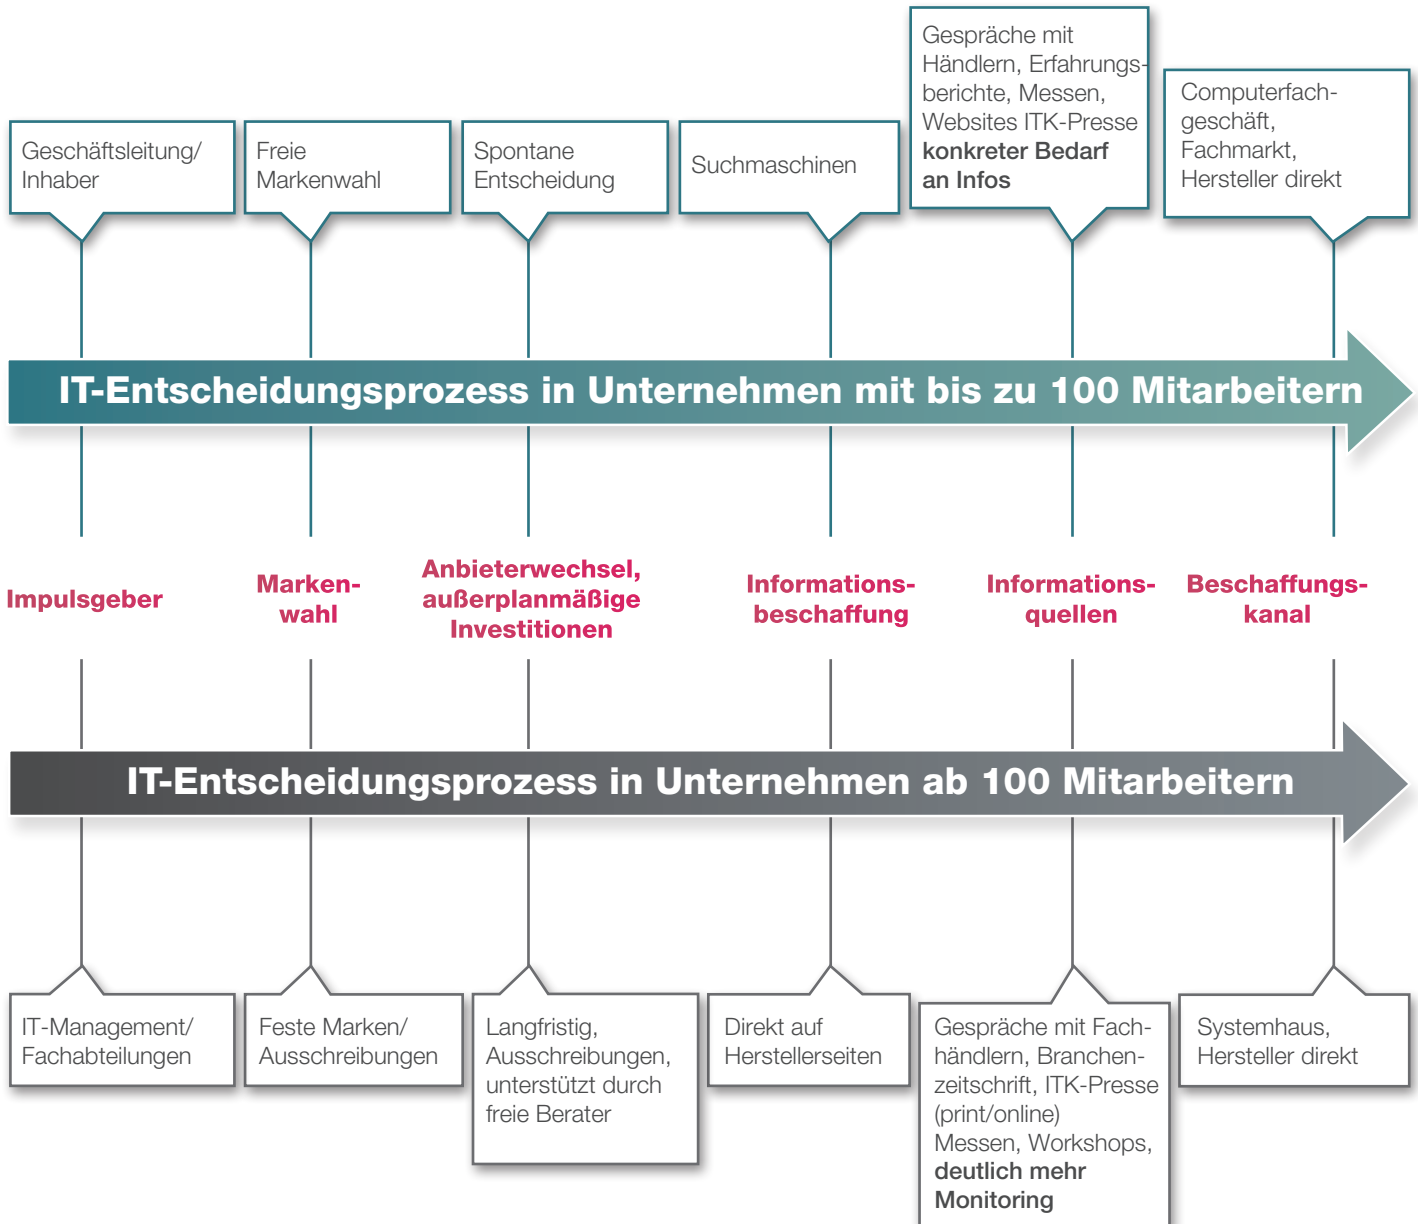 Geschäftsleitung/
Inhaber
Freie
Markenwahl
Spontane
Entscheidung
Suchmaschinen
Gespräche mit
Händlern, Erfahrungs-
berichte, Messen,
Websites ITK-Presse
konkreter Bedarf
an Infos
Computerfach-
geschäft,
Fachmarkt,
Hersteller direkt
IT-Entscheidungsprozess in Unternehmen mit bis zu 100 Mitarbeitern
Impulsgeber
Marken-
wahl
Anbieterwechsel,
außerplanmäßige
Investitionen
Informations-
beschaffung
Informations-
quellen
Beschaffungs-
kanal
IT-Entscheidungsprozess in Unternehmen ab 100 Mitarbeitern
IT-Management/
Fachabteilungen
Feste Marken/
Ausschreibungen
Langfristig,
Ausschreibungen,
unterstützt durch
freie Berater
Direkt auf
Herstellerseiten
Gespräche mit Fach-
händlern, Branchen-
zeitschrift, ITK-Presse
(print/online)
Messen, Workshops,
deutlich mehr
Monitoring
Systemhaus,
Hersteller direkt